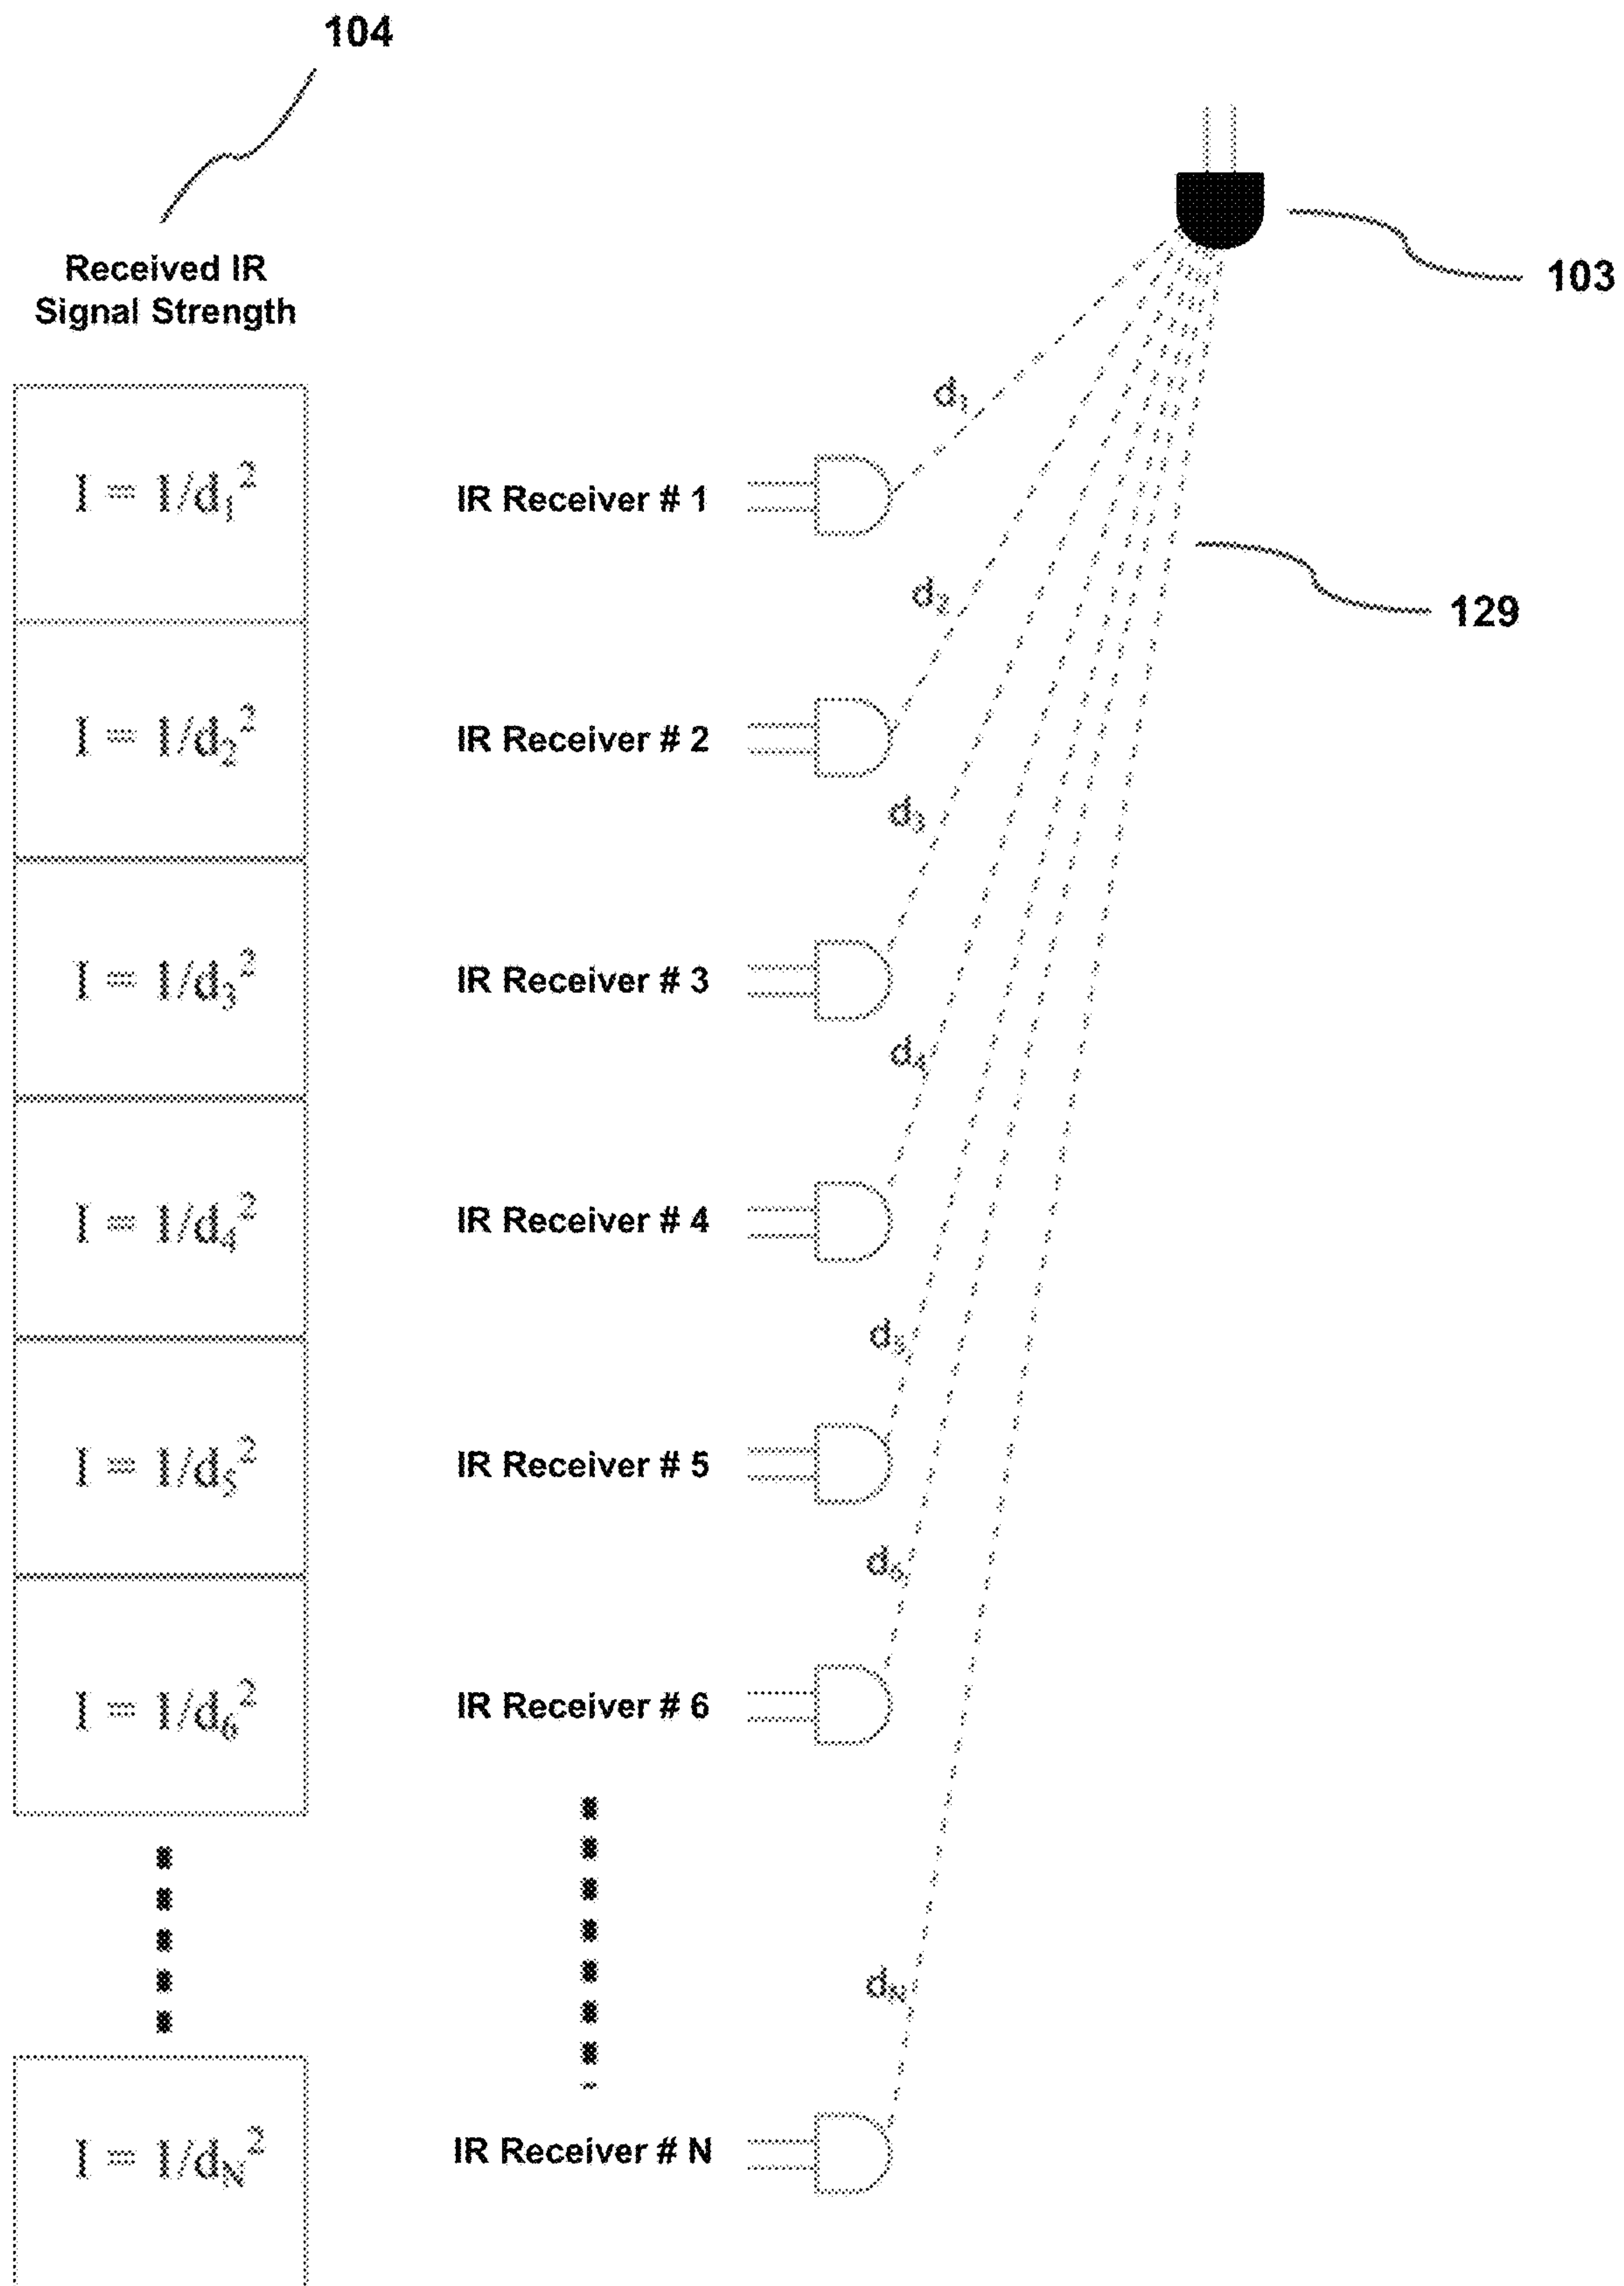 104
103
Received IR
Signal Strength
d₁
I = 1/d₁²
IR Receiver # 1
129
d₂
I = 1/d₂²
IR Receiver # 2
d₃
I = 1/d₃²
IR Receiver # 3
d₄
I = 1/d₄²
IR Receiver # 4
d₅
I = 1/d₅²
IR Receiver # 5
d₆
I = 1/d₆²
IR Receiver # 6
d_N
I = 1/d_N²
IR Receiver # N